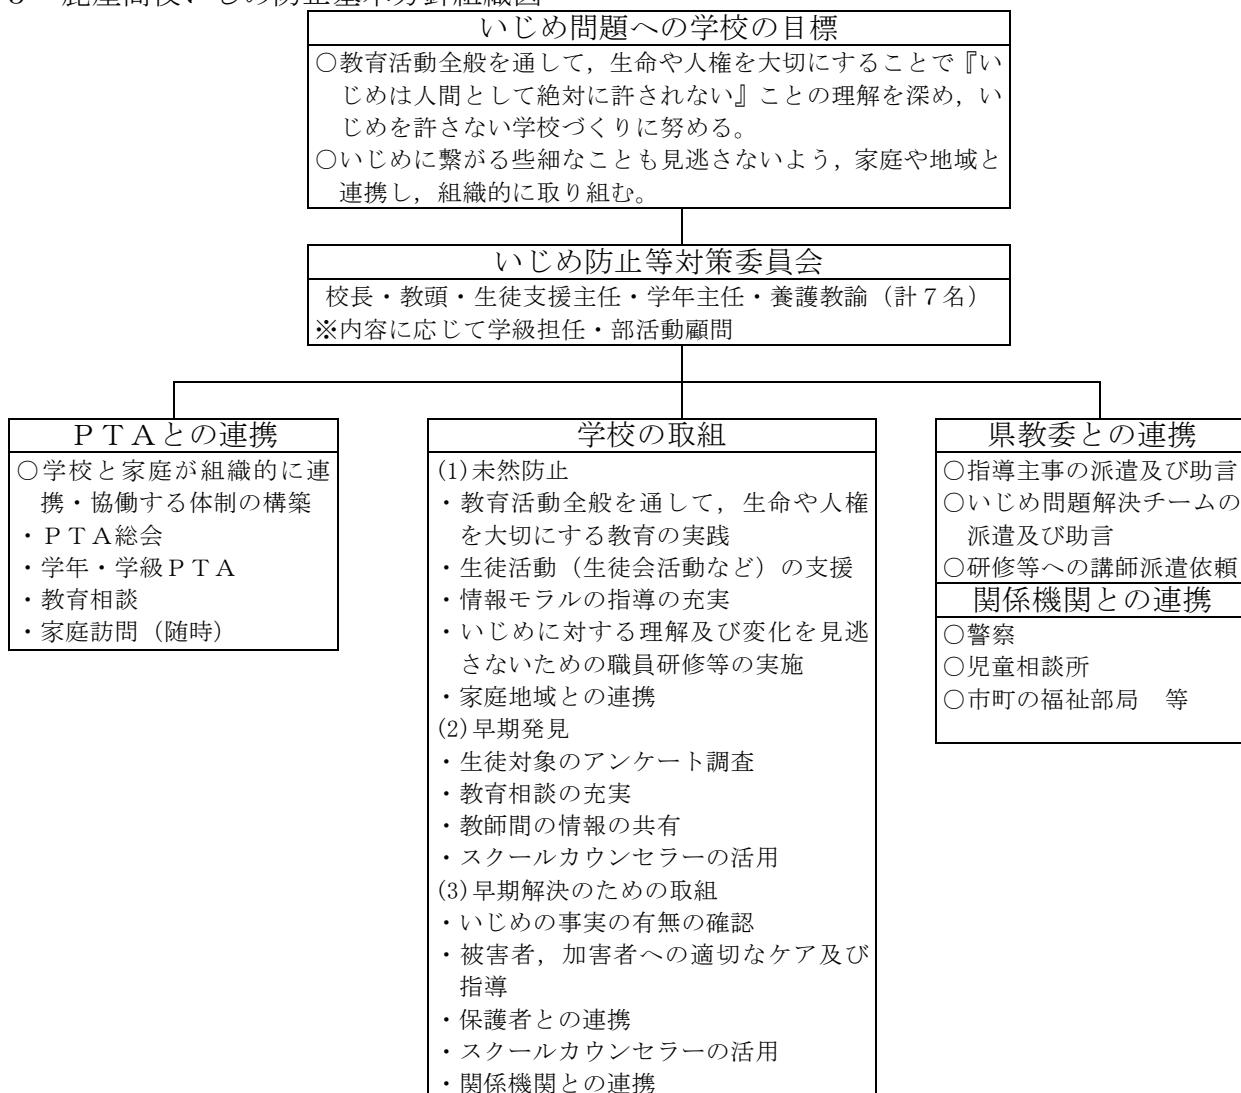 いじめ問題への学校の目標
○教育活動全般を通して，生命や人権を大切にすることで『い
じめは人間として絶対に許されない』ことの理解を深め，い
じめを許さない学校づくりに努める。
○いじめに繋がる些細なことも見逃さないよう，家庭や地域と
連携し，組織的に取り組む。
いじめ防止等対策委員会
校長・教頭・生徒支援主任・学年主任・養護教諭（計７名）
※内容に応じて学級担任・部活動顧問
ＰＴＡとの連携
○学校と家庭が組織的に連
携・協働する体制の構築
・ＰＴＡ総会
・学年・学級ＰＴＡ
・教育相談
・家庭訪問（随時）
学校の取組
(1)未然防止
・教育活動全般を通して，生命や人権
を大切にする教育の実践
・生徒活動（生徒会活動など）の支援
・情報モラルの指導の充実
・いじめに対する理解及び変化を見逃
さないための職員研修等の実施
・家庭地域との連携
(2)早期発見
・生徒対象のアンケート調査
・教育相談の充実
・教師間の情報の共有
・スクールカウンセラーの活用
(3)早期解決のための取組
・いじめの事実の有無の確認
・被害者，加害者への適切なケア及び
指導
・保護者との連携
・スクールカウンセラーの活用
・関係機関との連携
県教委との連携
○指導主事の派遣及び助言
○いじめ問題解決チームの
派遣及び助言
○研修等への講師派遣依頼
関係機関との連携
○警察
○児童相談所
○市町の福祉部局　等